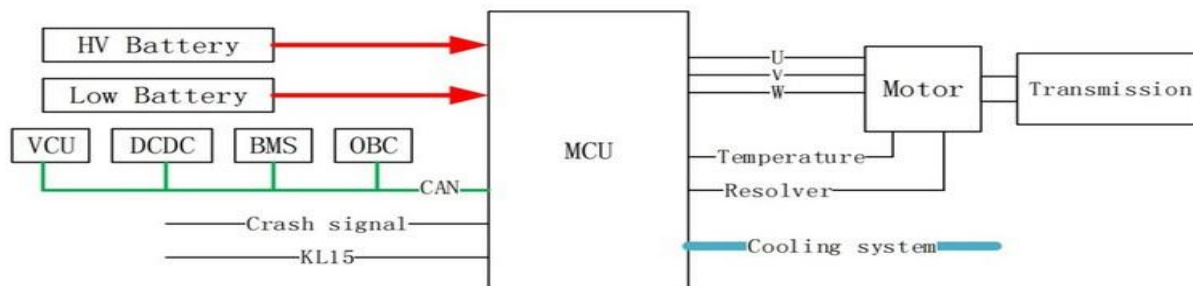 HV Battery
Low Battery
VCU
DCDC
BMS
OBC
CAN
Crash signal
KL15
MCU
U
V
W
Motor
Transmission
Temperature
Resolver
Cooling system